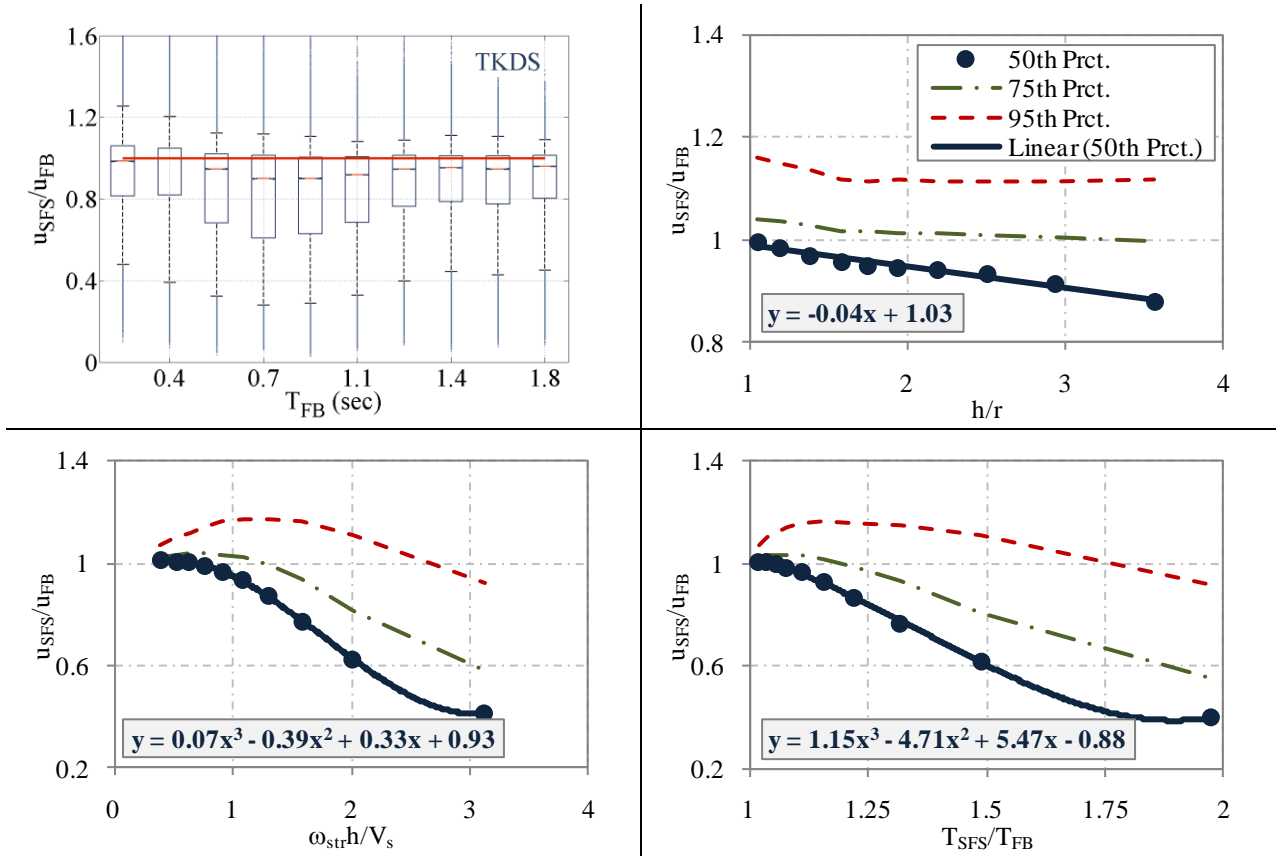 1.6
TKDS
1.2
0.8
0.4
0
u_SFS/u_FB
0.4 0.7 1.1 1.4 1.8
T_FB (sec)
1.4
50th Prct.
75th Prct.
95th Prct.
Linear (50th Prct.)
1.2
1
0.8
u_SFS/u_FB
y = -0.04x + 1.03
1 2 3 4
h/r
1.4
1
0.6
0.2
u_SFS/u_FB
y = 0.07x³ - 0.39x² + 0.33x + 0.93
0 1 2 3 4
ω_str h/V_s
1.4
1
0.6
0.2
u_SFS/u_FB
y = 1.15x³ - 4.71x² + 5.47x - 0.88
1 1.25 1.5 1.75 2
T_SFS/T_FB